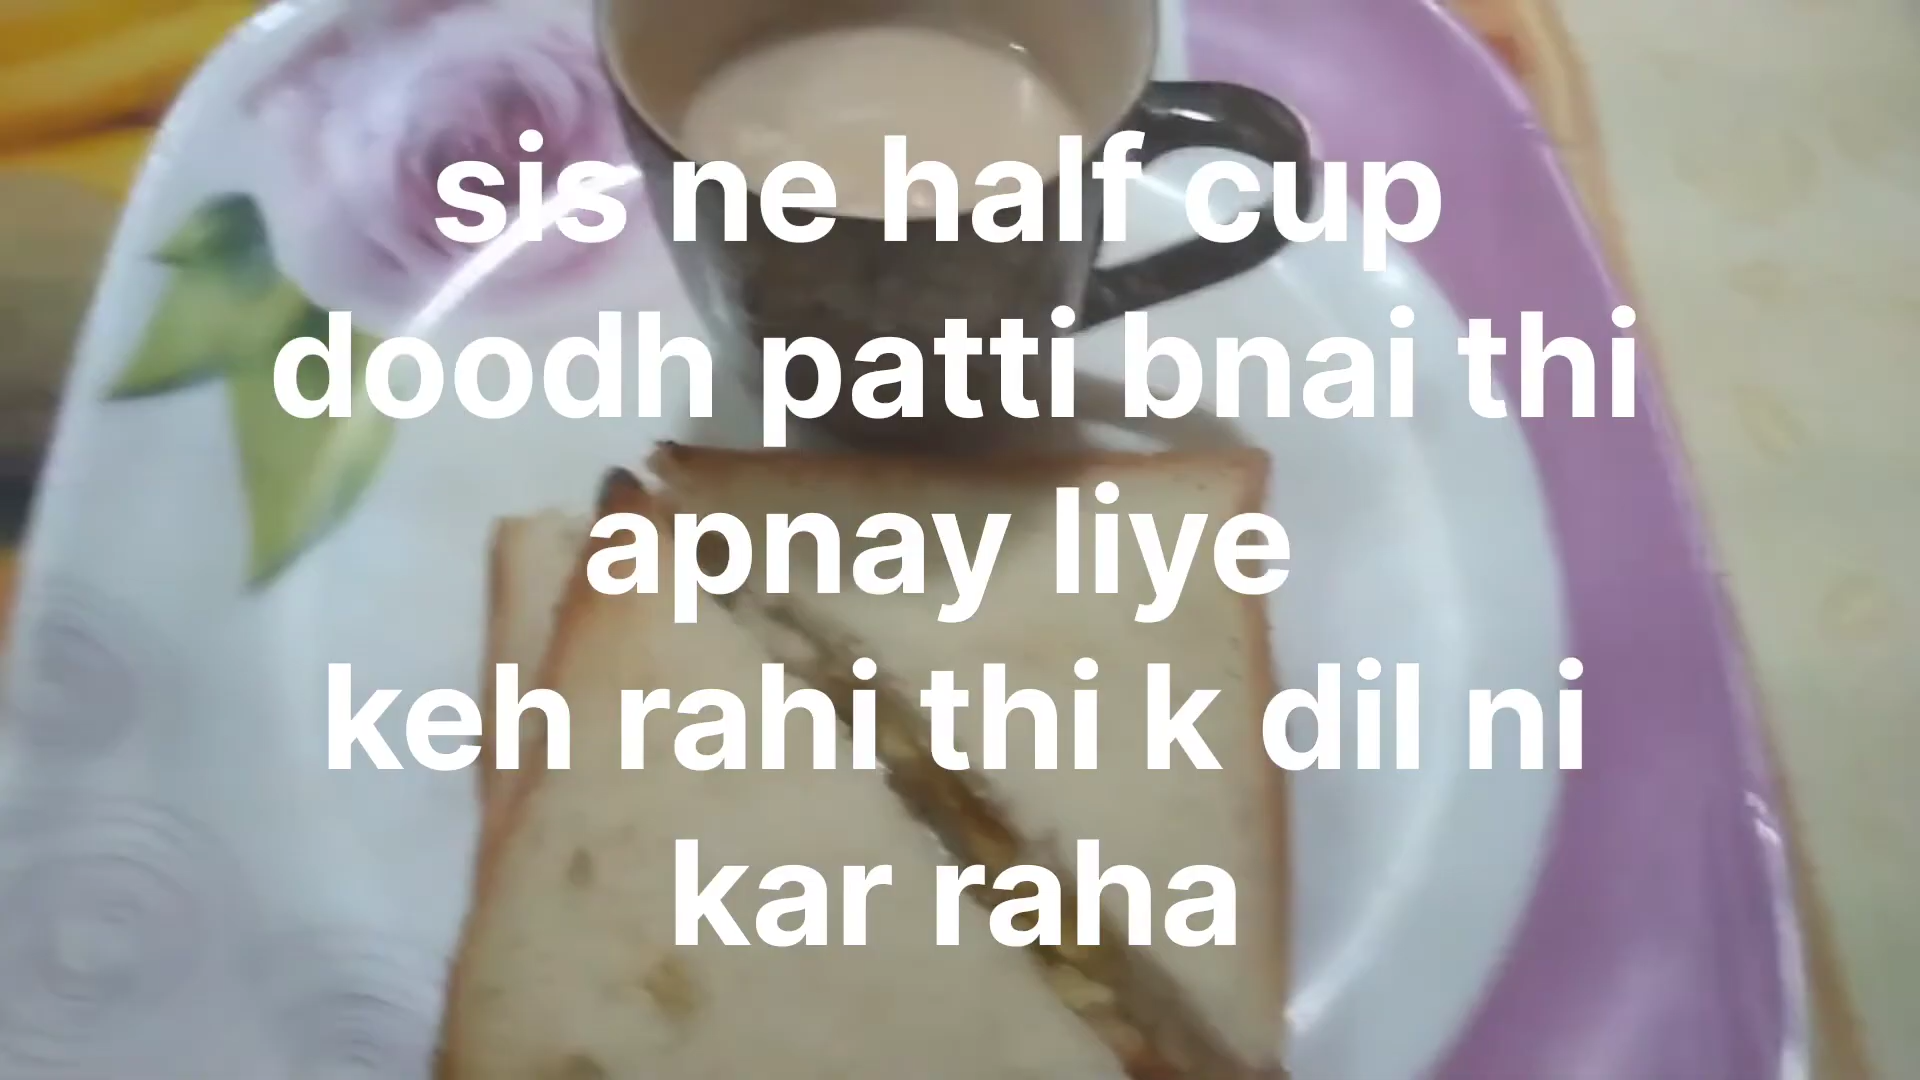 sis ne half cup
doodh patti bnai thi
apnay liye
keh rahi thi k dil ni
kar raha